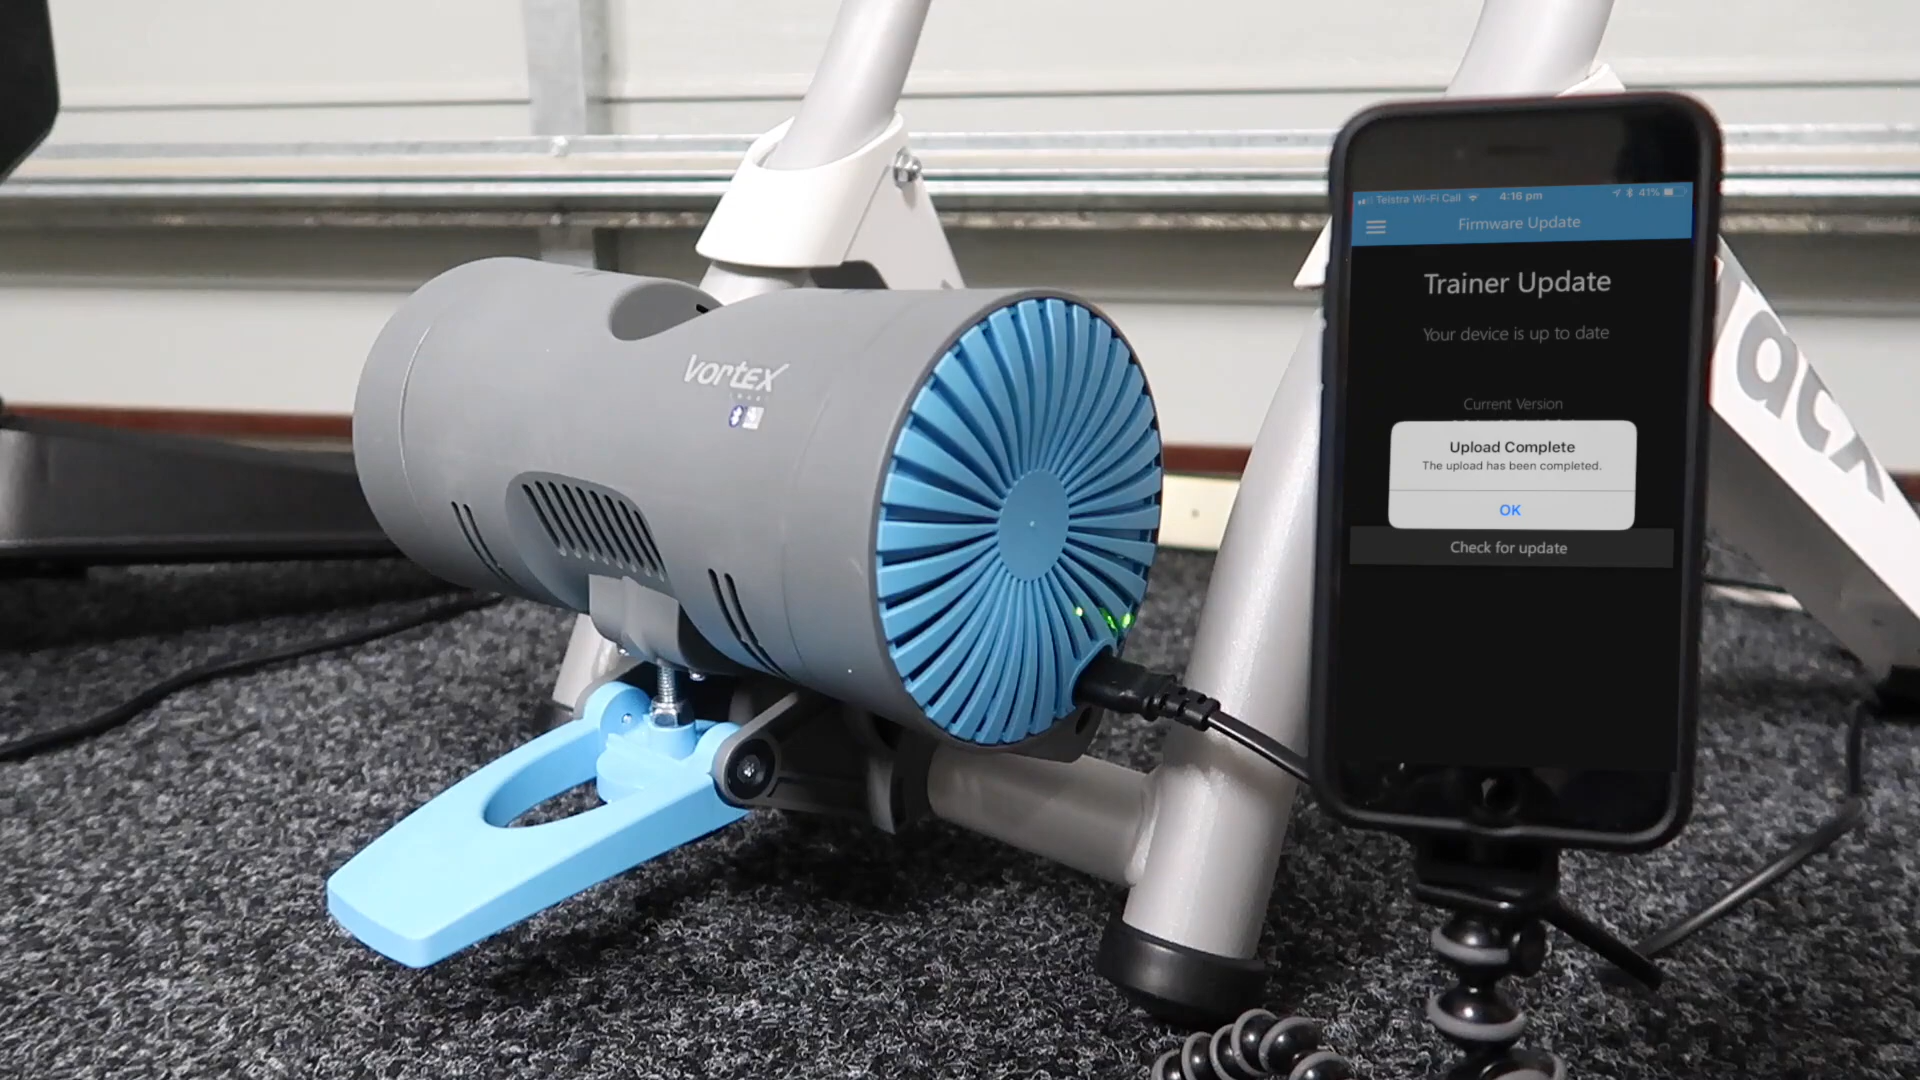 Telstra Wi-Fi Call 4:16 pm 41%
Firmware Update
Trainer Update
Your device is up to date
Current Version
Upload Complete
The upload has been completed.
OK
Check for update
vortex
SMART
tacx